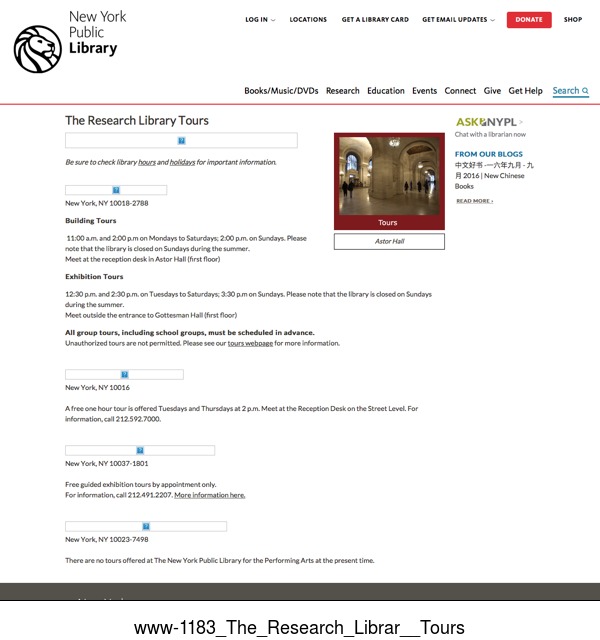 New York
Public
Library
LOG IN
LOCATIONS
GET A LIBRARY CARD
GET EMAIL UPDATES
DONATE
SHOP
Books/Music/DVDs
Research
Education
Events
Connect
Give
Get Help
Search
The Research Library Tours
Be sure to check library hours and holidays for important information.
New York, NY 10018-2788
Building Tours
11:00 a.m. and 2:00 p.m on Mondays to Saturdays; 2:00 p.m. on Sundays. Please
note that the library is closed on Sundays during the summer.
Meet at the reception desk in Astor Hall (first floor)
Exhibition Tours
12:30 p.m. and 2:30 p.m. on Tuesdays to Saturdays; 3:30 p.m on Sundays. Please note that the library is closed on Sundays
during the summer.
Meet outside the entrance to Gottesman Hall (first floor)
All group tours, including school groups, must be scheduled in advance.
Unauthorized tours are not permitted. Please see our tours webpage for more information.
New York, NY 10016
A free one hour tour is offered Tuesdays and Thursdays at 2 p.m. Meet at the Reception Desk on the Street Level. For
information, call 212.592.7000.
New York, NY 10037-1801
Free guided exhibition tours by appointment only.
For information, call 212.491.2207. More information here.
New York, NY 10023-7498
There are no tours offered at The New York Public Library for the Performing Arts at the present time.
Tours
Astor Hall
ASK NYPL >
Chat with a librarian now
FROM OUR BLOGS
中文好书 -一六年九月 - 九
月 2016 | New Chinese
Books
READ MORE ›
www-1183_The_Research_Librar__Tours